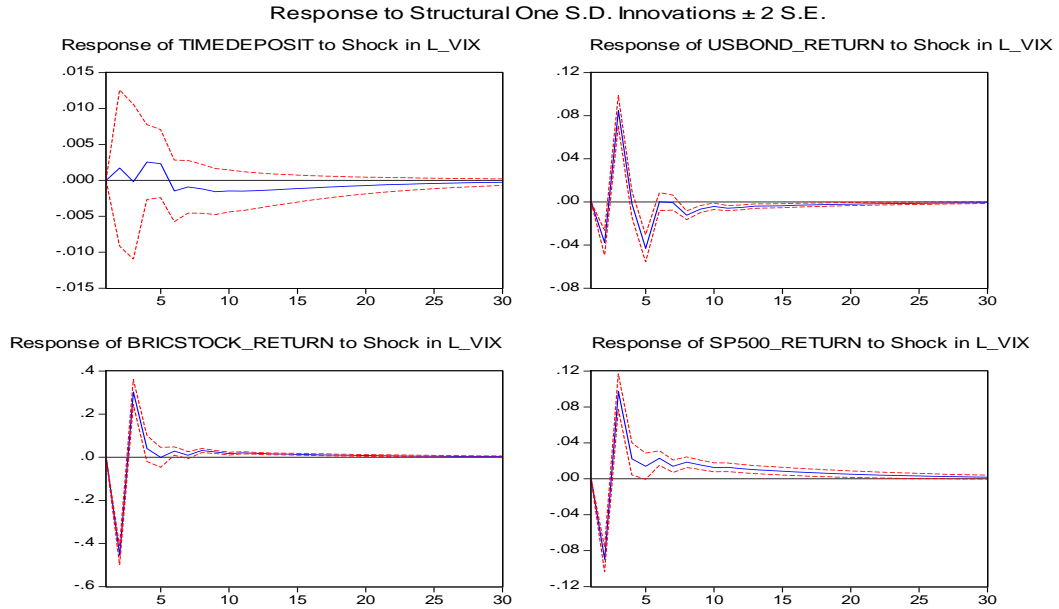 Response to Structural One S.D. Innovations ± 2 S.E.
Response of TIMEDEPOSIT to Shock in L_VIX
.015
.010
.005
.000
-.005
-.010
-.015
5 10 15 20 25 30
Response of USBOND_RETURN to Shock in L_VIX
.12
.08
.04
.00
-.04
-.08
5 10 15 20 25 30
Response of BRICSTOCK_RETURN to Shock in L_VIX
.4
.2
.0
-.2
-.4
-.6
5 10 15 20 25 30
Response of SP500_RETURN to Shock in L_VIX
.12
.08
.04
.00
-.04
-.08
-.12
5 10 15 20 25 30